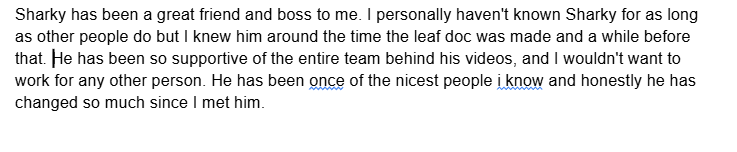 Sharky has been a great friend and boss to me. I personally haven't known Sharky for as long
as other people do but I knew him around the time the leaf doc was made and a while before
that. He has been so supportive of the entire team behind his videos, and I wouldn't want to
work for any other person. He has been once of the nicest people i know and honestly he has
changed so much since I met him.